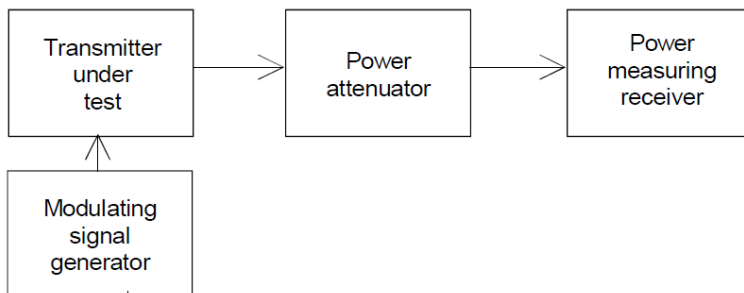 Transmitter
under
test
Power
attenuator
Power
measuring
receiver
Modulating
signal
generator